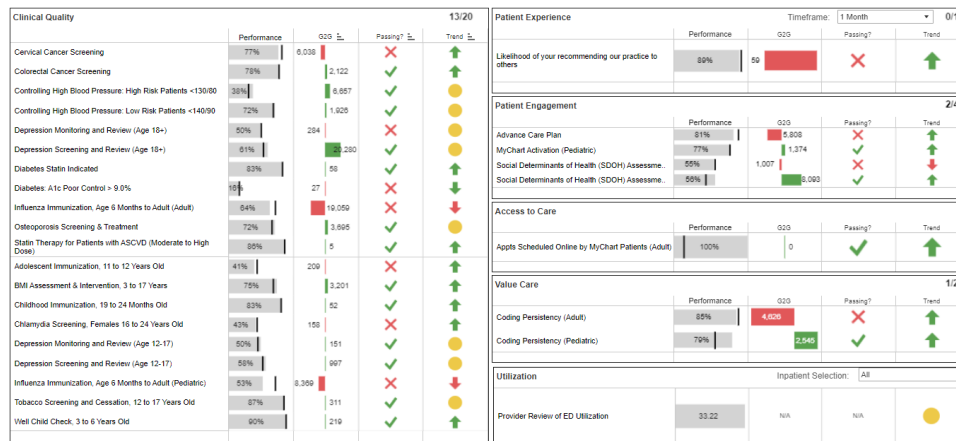 Clinical Quality 13/20
Performance G2G Passing? Trend
Cervical Cancer Screening 77% 6,038
Colorectal Cancer Screening 78% 2,122
Controlling High Blood Pressure: High Risk Patients <130/80 38% 6,657
Controlling High Blood Pressure: Low Risk Patients <140/90 72% 1,926
Depression Monitoring and Review (Age 18+) 50% 284
Depression Screening and Review (Age 18+) 61% 20,280
Diabetes Statin Indicated 83% 58
Diabetes: A1c Poor Control > 9.0% 16% 27
Influenza Immunization, Age 6 Months to Adult (Adult) 64% 19,059
Osteoporosis Screening & Treatment 72% 3,695
Statin Therapy for Patients with ASCVD (Moderate to High
Dose) 86% 5
Adolescent Immunization, 11 to 12 Years Old 41% 209
BMI Assessment & Intervention, 3 to 17 Years 75% 3,201
Childhood Immunization, 19 to 24 Months Old 83% 52
Chlamydia Screening, Females 16 to 24 Years Old 43% 158
Depression Monitoring and Review (Age 12-17) 50% 151
Depression Screening and Review (Age 12-17) 58% 997
Influenza Immunization, Age 6 Months to Adult (Pediatric) 53% 8,369
Tobacco Screening and Cessation, 12 to 17 Years Old 87% 311
Well Child Check, 3 to 6 Years Old 90% 219
Patient Experience Timeframe: 1 Month 0/1
Performance G2G Passing? Trend
Likelihood of your recommending our practice to
others 89% 59
Patient Engagement 2/4
Performance G2G Passing? Trend
Advance Care Plan 81% 5,808
MyChart Activation (Pediatric) 77% 1,374
Social Determinants of Health (SDOH) Assessme.. 55% 1,007
Social Determinants of Health (SDOH) Assessme.. 56% 8,093
Access to Care
Performance G2G Passing? Trend
Appts Scheduled Online by MyChart Patients (Adult) 100% 0
Value Care 1/2
Performance G2G Passing? Trend
Coding Persistency (Adult) 85% 4,626
Coding Persistency (Pediatric) 79% 2,545
Utilization Inpatient Selection: All
Performance G2G Passing? Trend
Provider Review of ED Utilization 33.22 N/A N/A